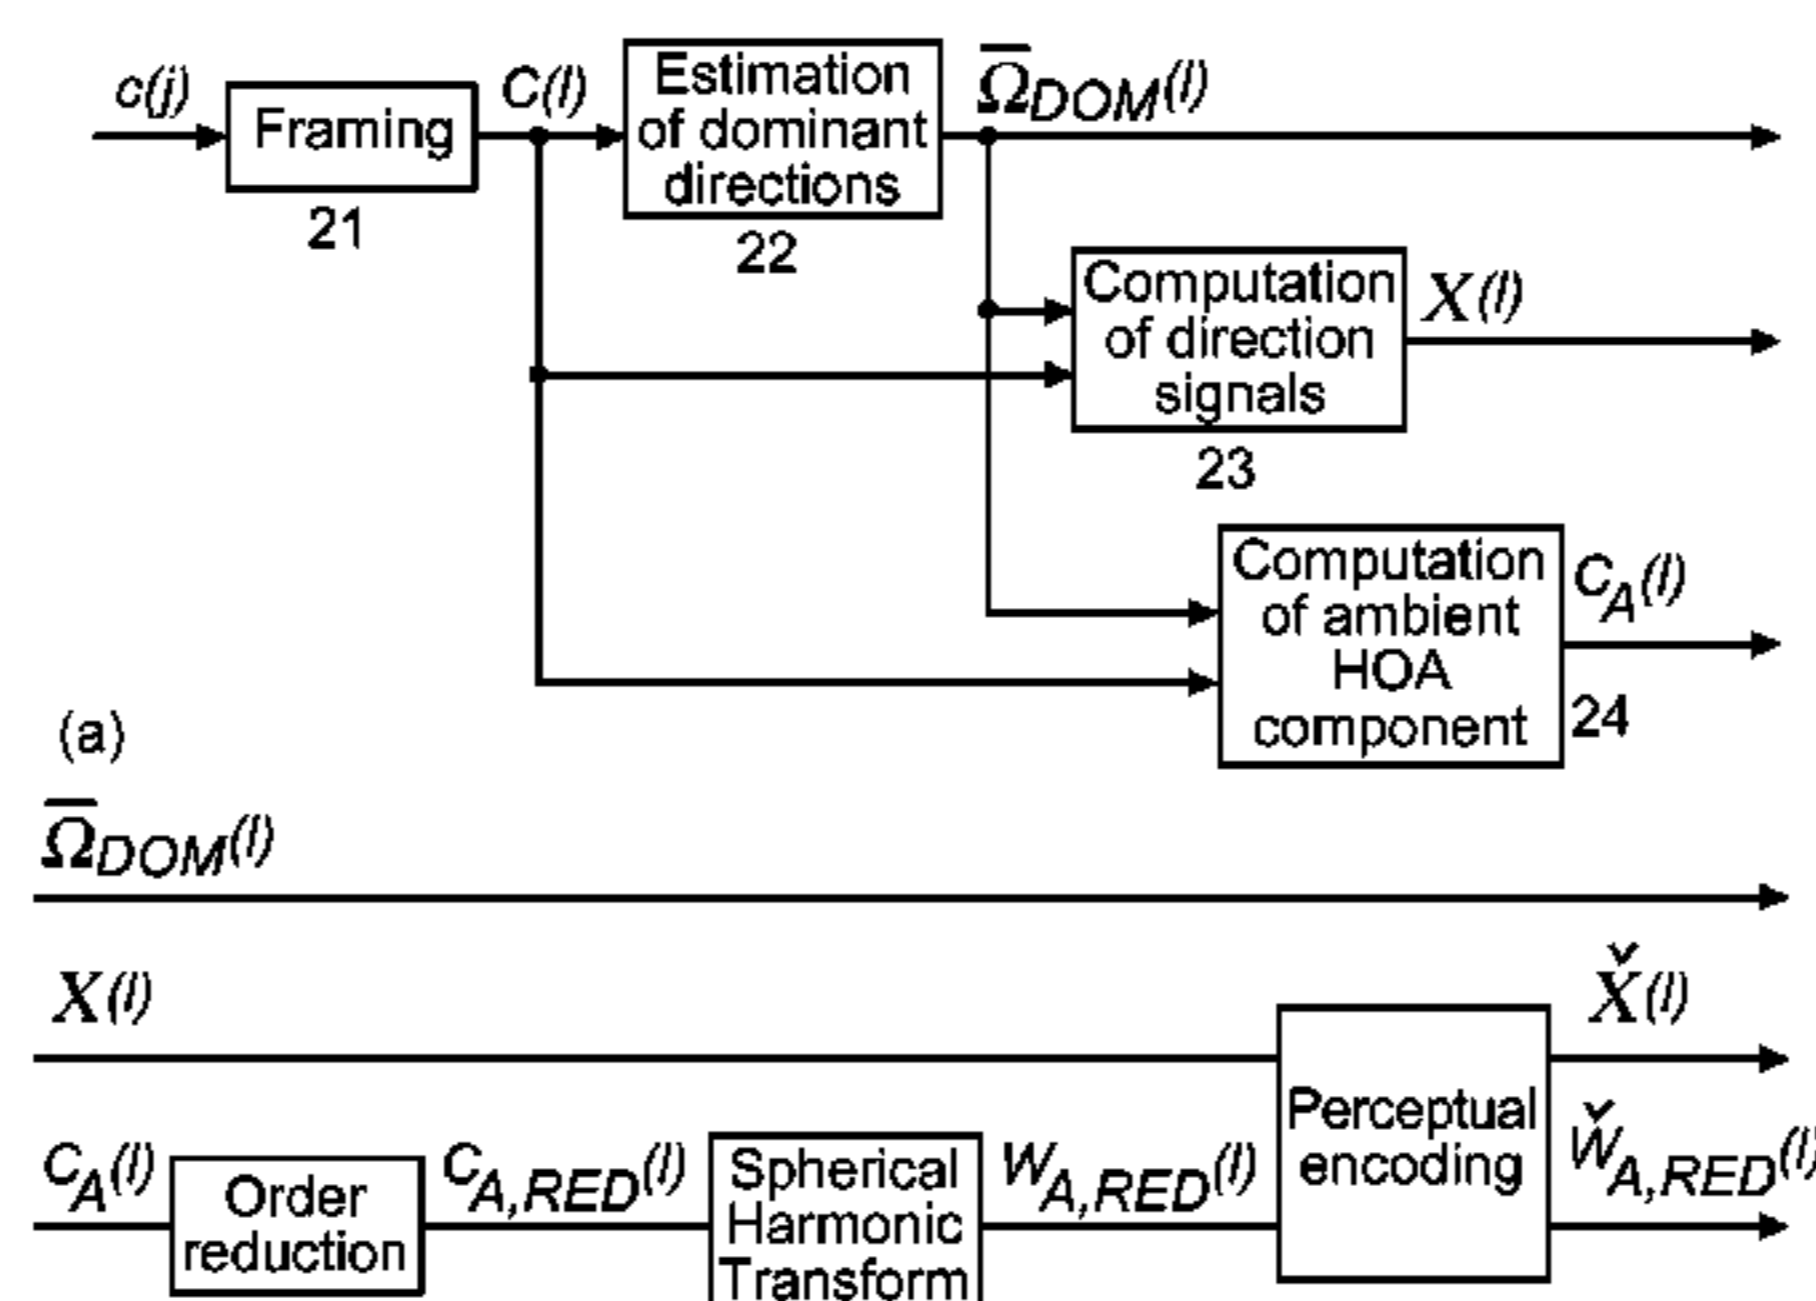 c(j)
Framing
21
C(l)
Estimation
of dominant
directions
22
Ω̅DOM(l)
Computation
of direction
signals
23
X(l)
Computation
of ambient
HOA
component
24
CA(l)
(a)
Ω̅DOM(l)
X(l)
X̌(l)
CA(l)
Order
reduction
CA,RED(l)
Spherical
Harmonic
Transform
WA,RED(l)
Perceptual
encoding
W̌A,RED(l)